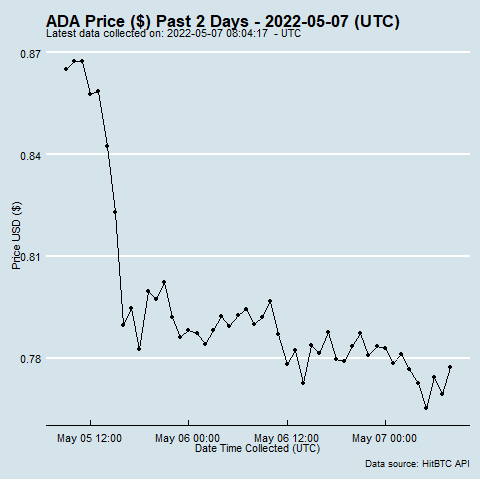 ADA Price ($) Past 2 Days - 2022-05-07 (UTC)
Latest data collected on: 2022-05-07 08:04:17  - UTC
0.87
0.84
0.81
0.78
Price USD ($)
May 05 12:00
May 06 00:00
May 06 12:00
May 07 00:00
Date Time Collected (UTC)
Data source: HitBTC API